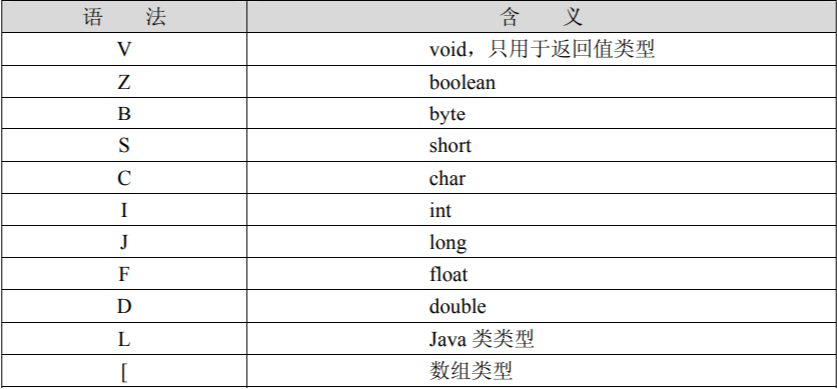 语 法 含 义
V void，只用于返回值类型
Z boolean
B byte
S short
C char
I int
J long
F float
D double
L Java 类类型
[ 数组类型